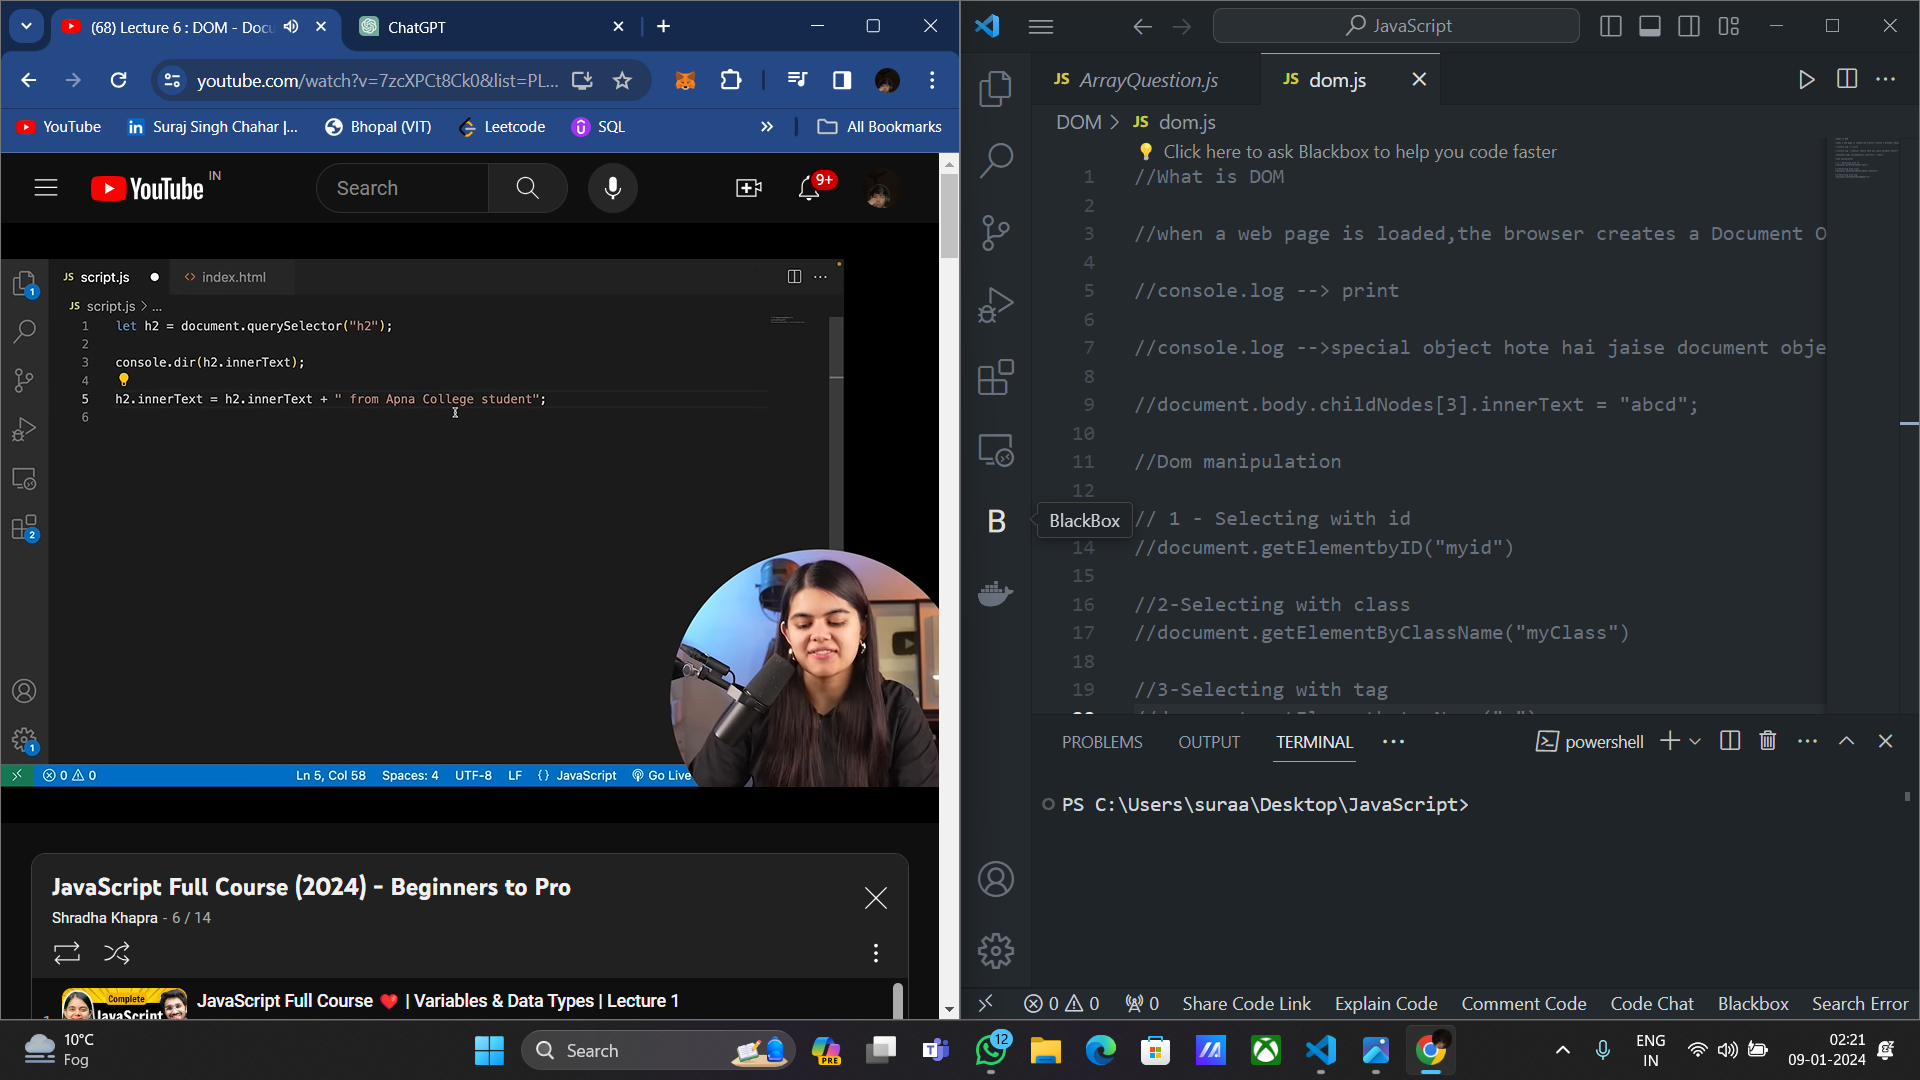 (68) Lecture 6 : DOM - Docu
ChatGPT
youtube.com/watch?v=7zcXPCt8Ck0&list=PL...
YouTube
Suraj Singh Chahar |...
Bhopal (VIT)
Leetcode
SQL
All Bookmarks
YouTube IN
Search
9+
JS script.js
<> index.html
JS script.js > ...
1 let h2 = document.querySelector("h2");
2
3 console.dir(h2.innerText);
4
5 h2.innerText = h2.innerText + " from Apna College student";
6
1
2
1
0 0
Ln 5, Col 58
Spaces: 4
UTF-8
LF
{} JavaScript
Go Live
JavaScript Full Course (2024) - Beginners to Pro
Shradha Khapra - 6 / 14
Complete
JavaScript
JavaScript Full Course ❤️ | Variables & Data Types | Lecture 1
JavaScript
JS ArrayQuestion.js
JS dom.js
DOM > JS dom.js
Click here to ask Blackbox to help you code faster
1 //What is DOM
2
3 //when a web page is loaded,the browser creates a Document O
4
5 //console.log --> print
6
7 //console.log -->special object hote hai jaise document obje
8
9 //document.body.childNodes[3].innerText = "abcd";
10
11 //Dom manipulation
12
// 1 - Selecting with id
14 //document.getElementbyID("myid")
15
16 //2-Selecting with class
17 //document.getElementByClassName("myClass")
18
19 //3-Selecting with tag
B
BlackBox
PROBLEMS
OUTPUT
TERMINAL
powershell
PS C:\Users\suraa\Desktop\JavaScript>
0 0
0
Share Code Link
Explain Code
Comment Code
Code Chat
Blackbox
Search Error
10°C
Fog
Search
PRE
12
ENG
IN
02:21
09-01-2024